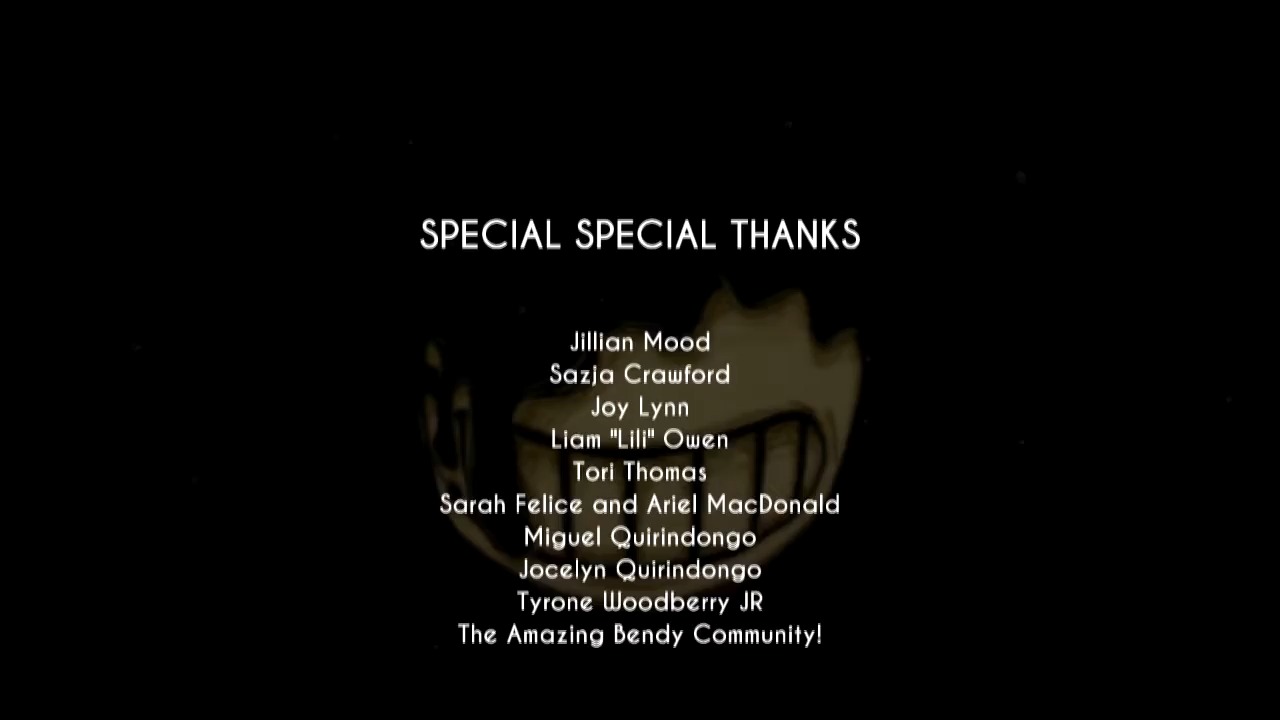 SPECIAL SPECIAL THANKS
Jillian Mood
Sazja Crawford
Joy Lynn
Liam "Lili" Owen
Tori Thomas
Sarah Felice and Ariel MacDonald
Miguel Quirindongo
Jocelyn Quirindongo
Tyrone Woodberry JR
The Amazing Bendy Community!